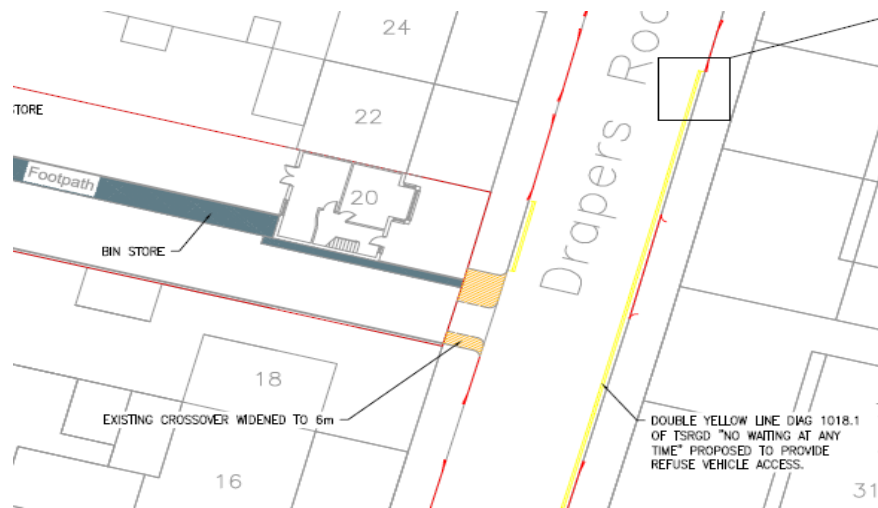 24
22
STORE
Footpath
20
BIN STORE
Drapers Roa
18
EXISTING CROSSOVER WIDENED TO 6m
DOUBLE YELLOW LINE DIAG 1018.1
OF TSRGD "NO WAITING AT ANY
TIME" PROPOSED TO PROVIDE
REFUSE VEHICLE ACCESS.
16
31